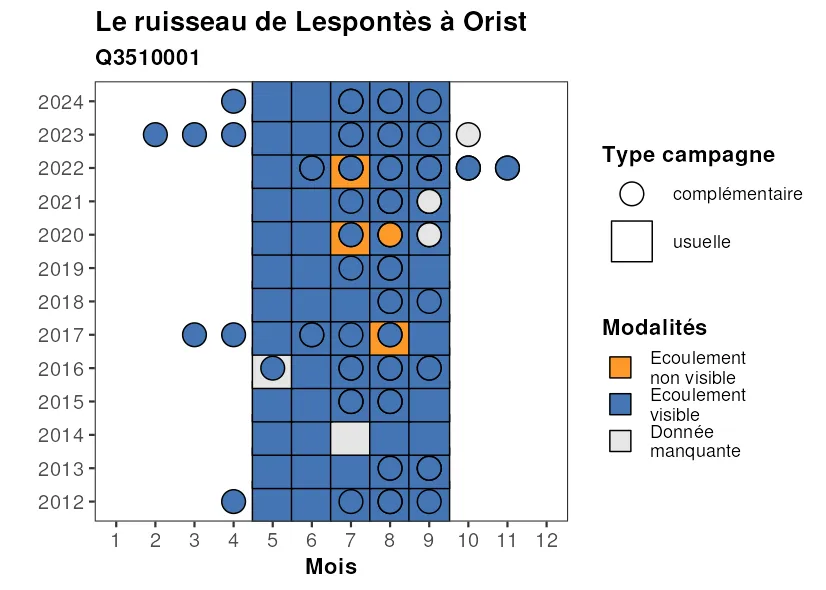 Le ruisseau de Lespontès à Orist
Q3510001
2024
2023
2022
2021
2020
2019
2018
2017
2016
2015
2014
2013
2012
1 2 3 4 5 6 7 8 9 10 11 12
Mois
Type campagne
complémentaire
usuelle
Modalités
Ecoulement
non visible
Ecoulement
visible
Donnée
manquante